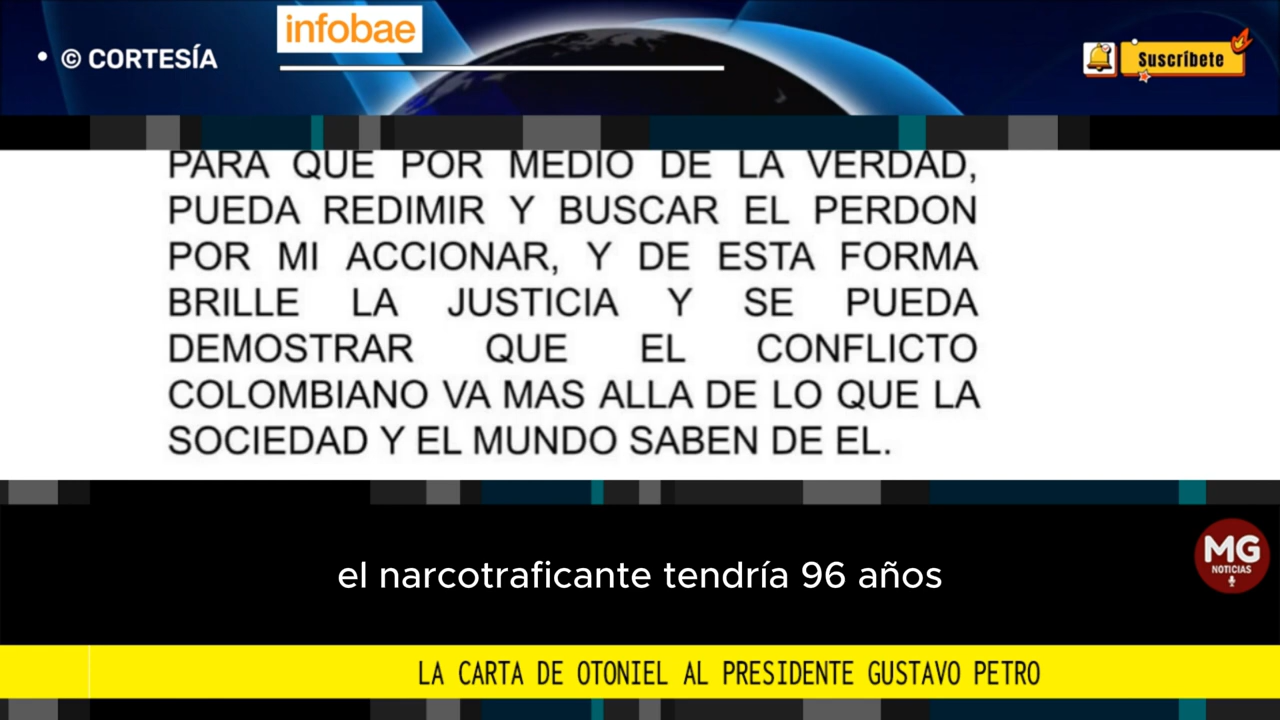 infobae
• © CORTESÍA
Suscríbete
PARA QUE POR MEDIO DE LA VERDAD,
PUEDA REDIMIR Y BUSCAR EL PERDON
POR MI ACCIONAR, Y DE ESTA FORMA
BRILLE LA JUSTICIA Y SE PUEDA
DEMOSTRAR QUE EL CONFLICTO
COLOMBIANO VA MAS ALLA DE LO QUE LA
SOCIEDAD Y EL MUNDO SABEN DE EL.
MG
NOTICIAS
el narcotraficante tendría 96 años
LA CARTA DE OTONIEL AL PRESIDENTE GUSTAVO PETRO